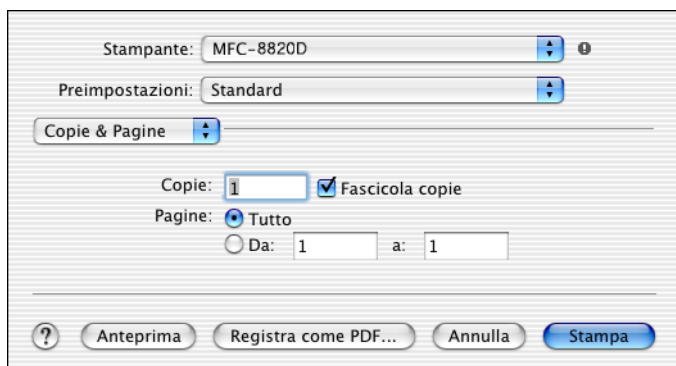 Stampante: MFC-8820D
Preimpostazioni: Standard
Copie & Pagine
Copie: 1 Fascicola copie
Pagine: Tutto
Da: 1 a: 1
? Anteprima Registra come PDF... Annulla Stampa